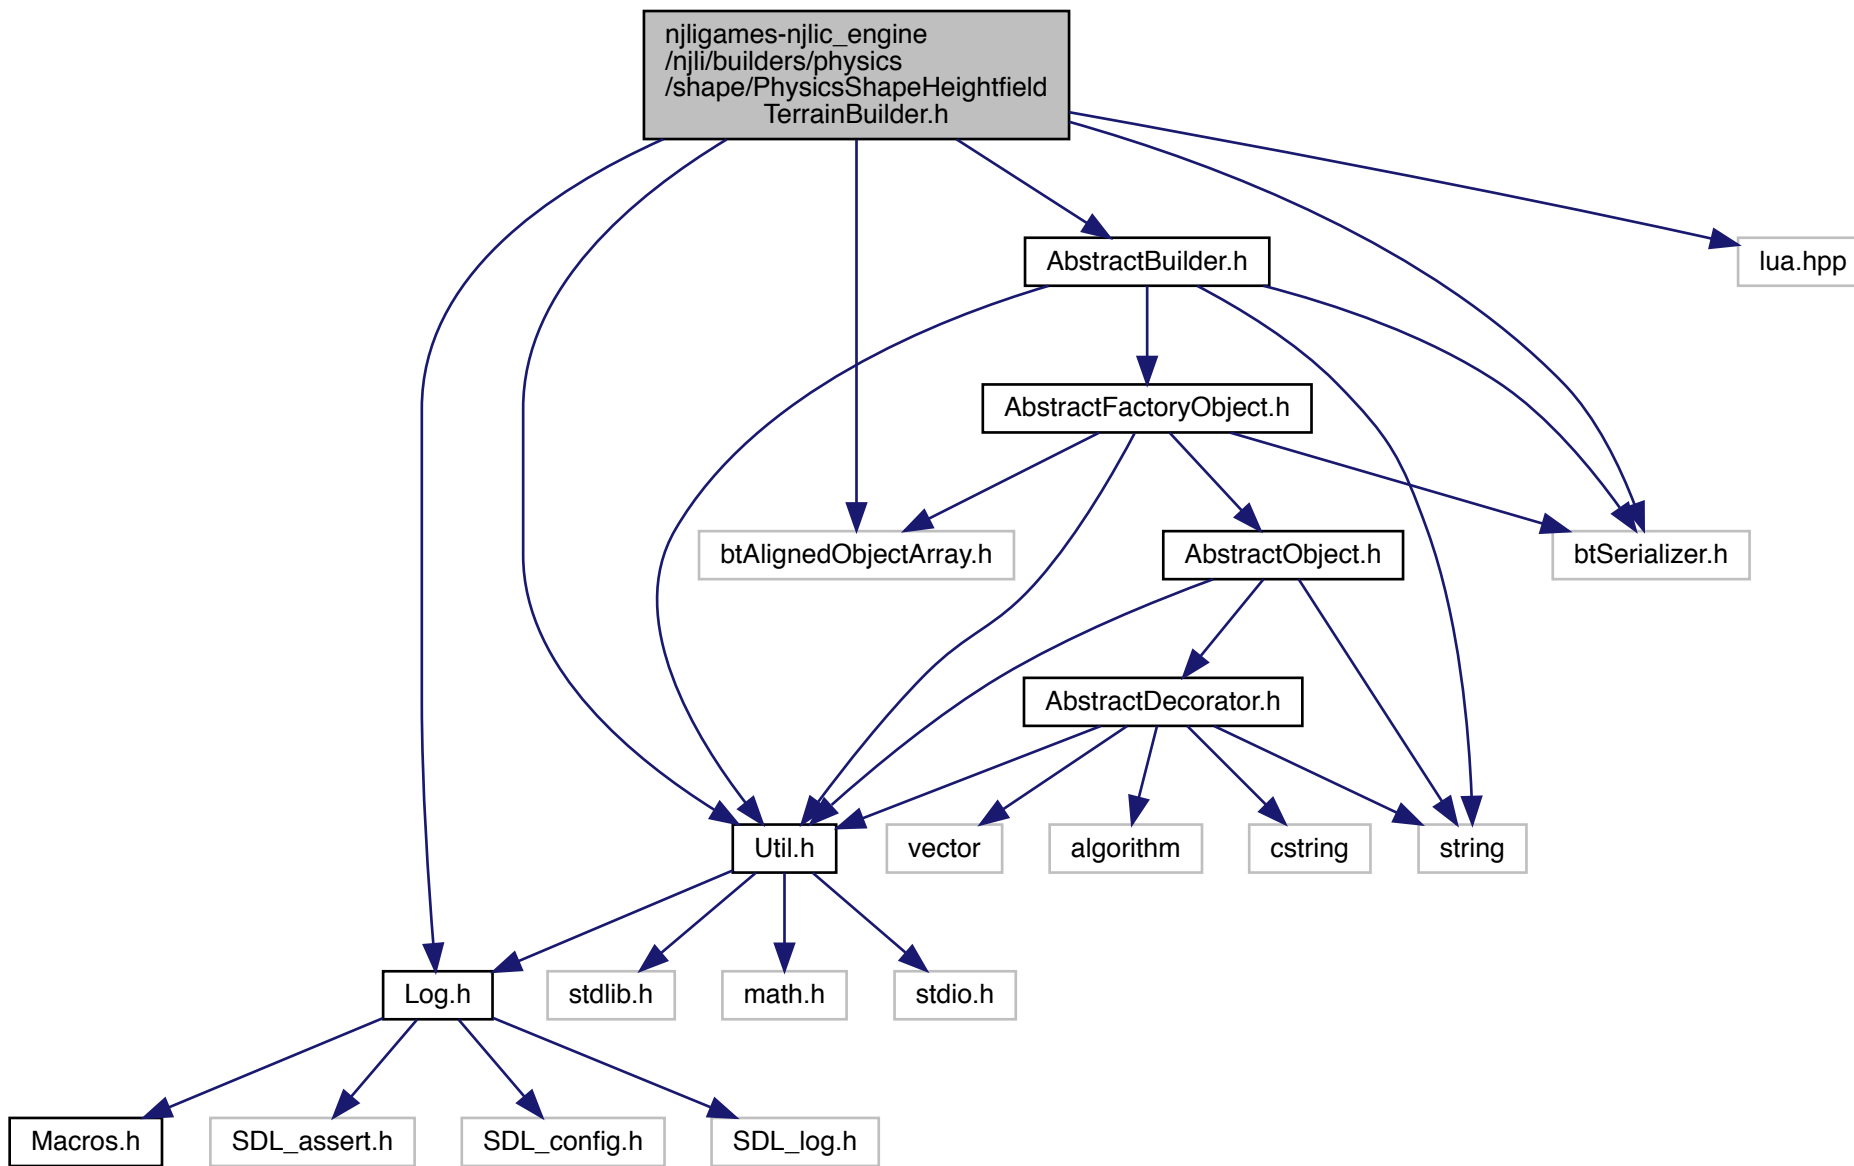 njligames-njlic_engine
/njli/builders/physics
/shape/PhysicsShapeHeightfield
TerrainBuilder.h
AbstractBuilder.h
lua.hpp
AbstractFactoryObject.h
btAlignedObjectArray.h
AbstractObject.h
btSerializer.h
AbstractDecorator.h
Util.h
vector
algorithm
cstring
string
Log.h
stdlib.h
math.h
stdio.h
Macros.h
SDL_assert.h
SDL_config.h
SDL_log.h